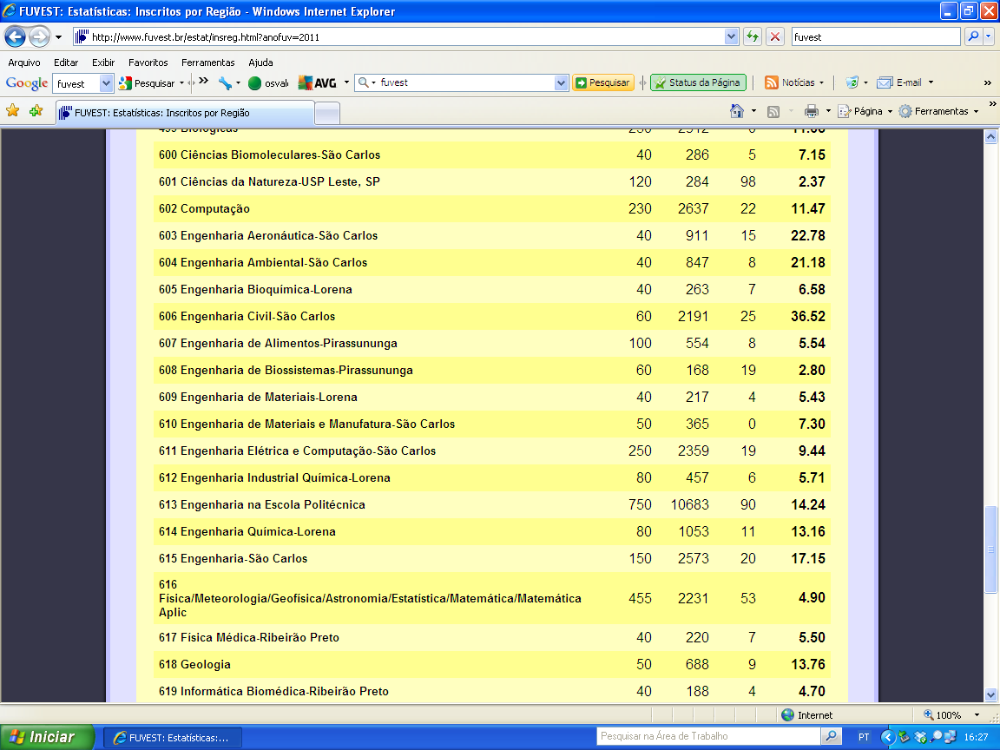 FUVEST: Estatísticas: Inscritos por Região - Windows Internet Explorer
http://www.fuvest.br/estat/insreg.html?anofuv=2011 fuvest
Arquivo Editar Exibir Favoritos Ferramentas Ajuda
Google fuvest Pesquisar » osval AVG fuvest Pesquisar Status da Página Notícias E-mail »
FUVEST: Estatísticas: Inscritos por Região Página Ferramentas »
600 Ciências Biomoleculares-São Carlos 40 286 5 7.15
601 Ciências da Natureza-USP Leste, SP 120 284 98 2.37
602 Computação 230 2637 22 11.47
603 Engenharia Aeronáutica-São Carlos 40 911 15 22.78
604 Engenharia Ambiental-São Carlos 40 847 8 21.18
605 Engenharia Bioquímica-Lorena 40 263 7 6.58
606 Engenharia Civil-São Carlos 60 2191 25 36.52
607 Engenharia de Alimentos-Pirassununga 100 554 8 5.54
608 Engenharia de Biossistemas-Pirassununga 60 168 19 2.80
609 Engenharia de Materiais-Lorena 40 217 4 5.43
610 Engenharia de Materiais e Manufatura-São Carlos 50 365 0 7.30
611 Engenharia Elétrica e Computação-São Carlos 250 2359 19 9.44
612 Engenharia Industrial Química-Lorena 80 457 6 5.71
613 Engenharia na Escola Politécnica 750 10683 90 14.24
614 Engenharia Química-Lorena 80 1053 11 13.16
615 Engenharia-São Carlos 150 2573 20 17.15
616
Física/Meteorologia/Geofísica/Astronomia/Estatística/Matemática/Matemática 455 2231 53 4.90
Aplic
617 Física Médica-Ribeirão Preto 40 220 7 5.50
618 Geologia 50 688 9 13.76
619 Informática Biomédica-Ribeirão Preto 40 188 4 4.70
Internet 100%
Iniciar FUVEST: Estatísticas:... Pesquisar na Área de Trabalho PT 16:27